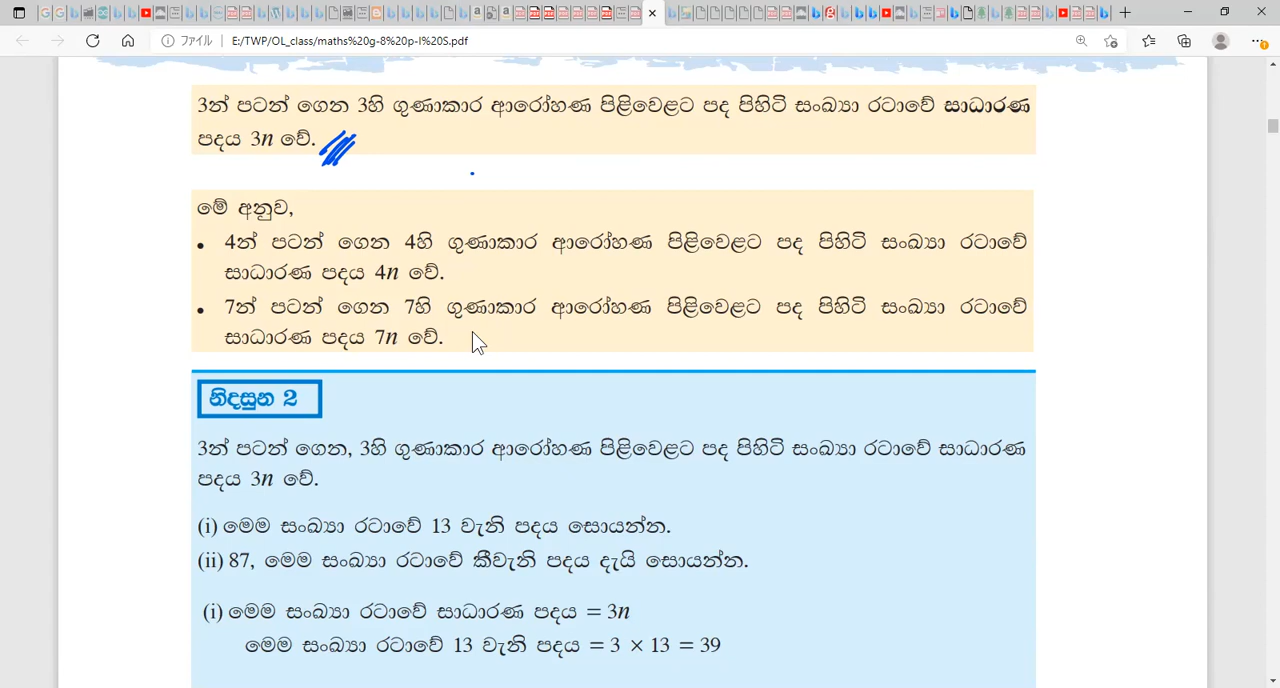 ファイル E:/TWP/OL_class/maths%20g-8%20p-I%20S.pdf
3න් පටන් ගෙන 3හි ගුණාකාර ආරෝහණ පිළිවෙළට පද පිහිටි සංඛ්‍යා රටාවේ සාධාරණ
පදය 3n වේ.
මේ අනුව,
• 4න් පටන් ගෙන 4හි ගුණාකාර ආරෝහණ පිළිවෙළට පද පිහිටි සංඛ්‍යා රටාවේ
සාධාරණ පදය 4n වේ.
• 7න් පටන් ගෙන 7හි ගුණාකාර ආරෝහණ පිළිවෙළට පද පිහිටි සංඛ්‍යා රටාවේ
සාධාරණ පදය 7n වේ.
නිදසුන 2
3න් පටන් ගෙන, 3හි ගුණාකාර ආරෝහණ පිළිවෙළට පද පිහිටි සංඛ්‍යා රටාවේ සාධාරණ
පදය 3n වේ.
(i) මෙම සංඛ්‍යා රටාවේ 13 වැනි පදය සොයන්න.
(ii) 87, මෙම සංඛ්‍යා රටාවේ කීවැනි පදය දැයි සොයන්න.
(i) මෙම සංඛ්‍යා රටාවේ සාධාරණ පදය = 3n
මෙම සංඛ්‍යා රටාවේ 13 වැනි පදය = 3 × 13 = 39